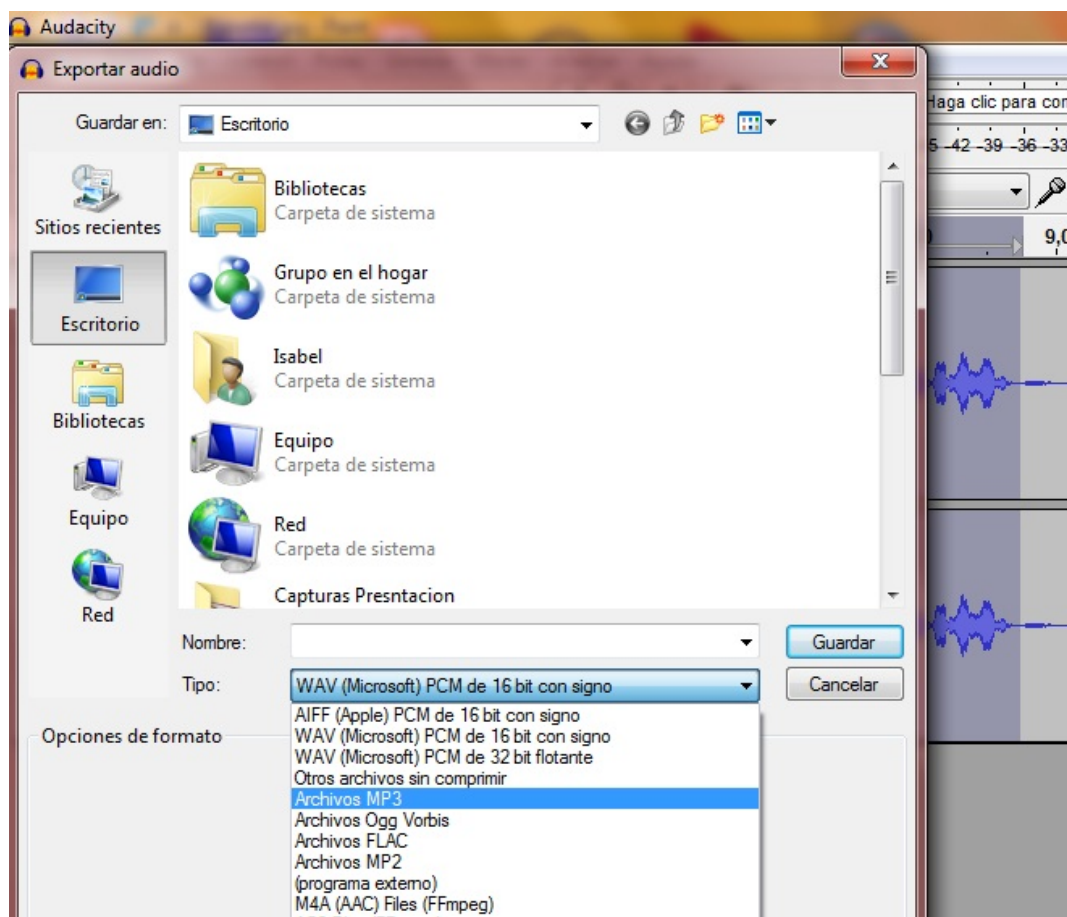 Audacity
Exportar audio
Guardar en:
Escritorio
Sitios recientes
Escritorio
Bibliotecas
Equipo
Red
Bibliotecas
Carpeta de sistema
Grupo en el hogar
Carpeta de sistema
Isabel
Carpeta de sistema
Equipo
Carpeta de sistema
Red
Carpeta de sistema
Capturas Presntacion
Nombre:
Guardar
Tipo:
WAV (Microsoft) PCM de 16 bit con signo
Cancelar
Opciones de formato
AIFF (Apple) PCM de 16 bit con signo
WAV (Microsoft) PCM de 16 bit con signo
WAV (Microsoft) PCM de 32 bit flotante
Otros archivos sin comprimir
Archivos MP3
Archivos Ogg Vorbis
Archivos FLAC
Archivos MP2
(programa externo)
M4A (AAC) Files (FFmpeg)
Haga clic para
-42 -39 -36 -33